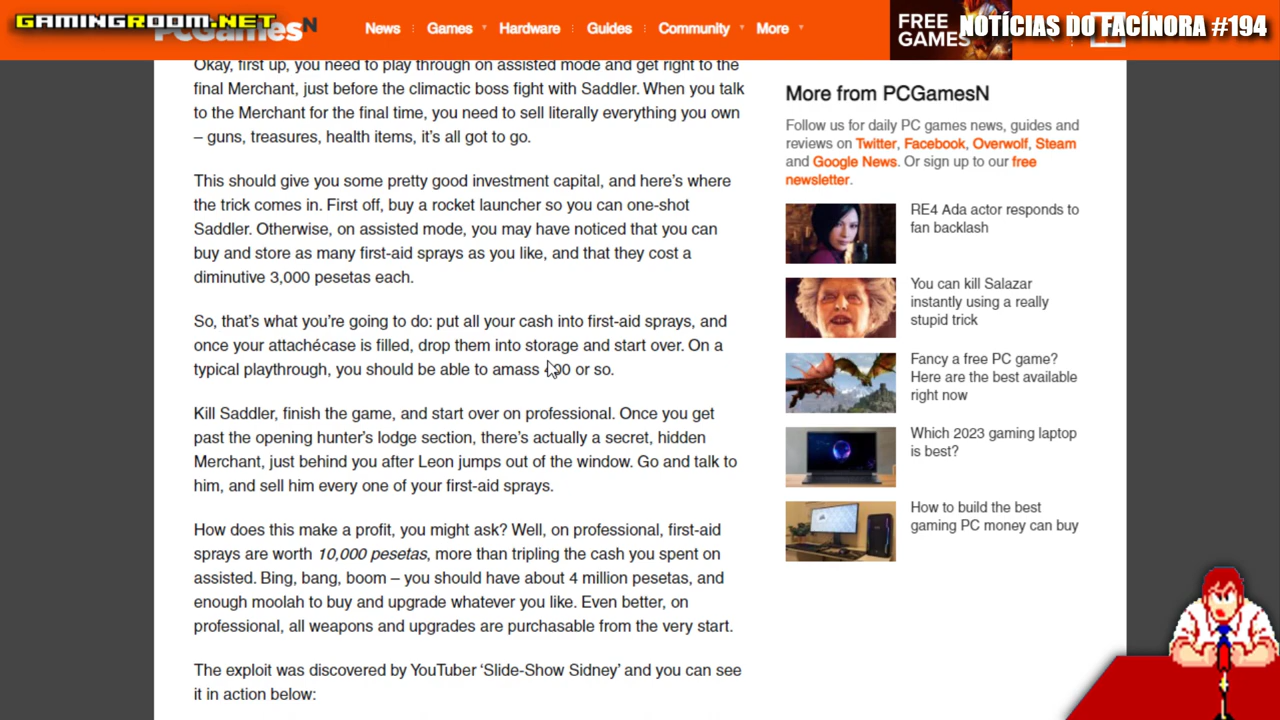 GAMINGROOM.NET
PCGamesN
News
Games
Hardware
Guides
Community
More
FREE
GAMES
NOTÍCIAS DO FACÍNORA #194
Okay, first up, you need to play through on assisted mode and get right to the
final Merchant, just before the climactic boss fight with Saddler. When you talk
to the Merchant for the final time, you need to sell literally everything you own
– guns, treasures, health items, it's all got to go.
This should give you some pretty good investment capital, and here's where
the trick comes in. First off, buy a rocket launcher so you can one-shot
Saddler. Otherwise, on assisted mode, you may have noticed that you can
buy and store as many first-aid sprays as you like, and that they cost a
diminutive 3,000 pesetas each.
So, that's what you're going to do: put all your cash into first-aid sprays, and
once your attachécase is filled, drop them into storage and start over. On a
typical playthrough, you should be able to amass or so.
Kill Saddler, finish the game, and start over on professional. Once you get
past the opening hunter's lodge section, there's actually a secret, hidden
Merchant, just behind you after Leon jumps out of the window. Go and talk to
him, and sell him every one of your first-aid sprays.
How does this make a profit, you might ask? Well, on professional, first-aid
sprays are worth 10,000 pesetas, more than tripling the cash you spent on
assisted. Bing, bang, boom – you should have about 4 million pesetas, and
enough moolah to buy and upgrade whatever you like. Even better, on
professional, all weapons and upgrades are purchasable from the very start.
The exploit was discovered by YouTuber 'Slide-Show Sidney' and you can see
it in action below:
More from PCGamesN
Follow us for daily PC games news, guides and
reviews on Twitter, Facebook, Overwolf, Steam
and Google News. Or sign up to our free
newsletter.
RE4 Ada actor responds to
fan backlash
You can kill Salazar
instantly using a really
stupid trick
Fancy a free PC game?
Here are the best available
right now
Which 2023 gaming laptop
is best?
How to build the best
gaming PC money can buy